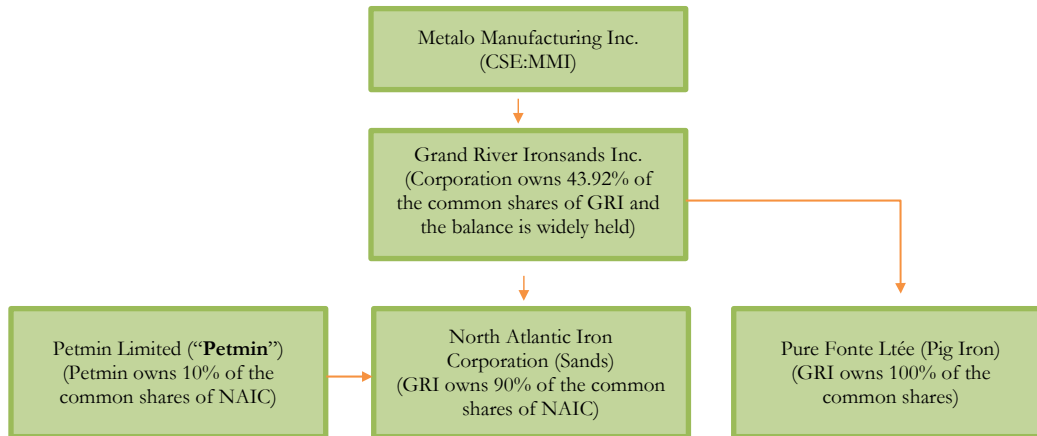 Metalo Manufacturing Inc.
(CSE:MMI)
Grand River Ironsands Inc.
(Corporation owns 43.92% of
the common shares of GRI and
the balance is widely held)
Petmin Limited (“Petmin”)
(Petmin owns 10% of the
common shares of NAIC)
North Atlantic Iron
Corporation (Sands)
(GRI owns 90% of the common
shares of NAIC)
Pure Fonte Ltée (Pig Iron)
(GRI owns 100% of the
common shares)